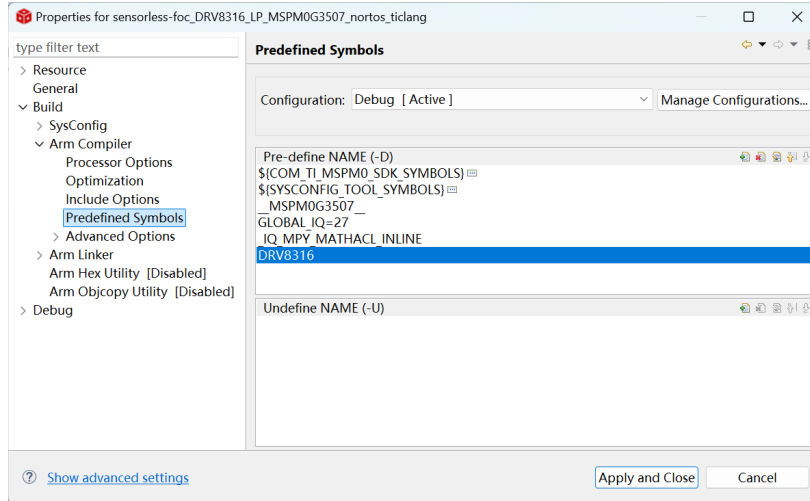 Properties for sensorless-foc_DRV8316_LP_MSPM0G3507_nortos_ticlang
type filter text
Resource
General
Build
SysConfig
Arm Compiler
Processor Options
Optimization
Include Options
Predefined Symbols
Advanced Options
Arm Linker
Arm Hex Utility [Disabled]
Arm Objcopy Utility [Disabled]
Debug
Predefined Symbols
Configuration: Debug [ Active ]
Manage Configurations...
Pre-define NAME (-D)
${COM_TI_MSPM0_SDK_SYMBOLS}
${SYSCONFIG_TOOL_SYMBOLS}
__MSPM0G3507__
GLOBAL_IQ=27
_IQ_MPY_MATHACL_INLINE
DRV8316
Undefine NAME (-U)
Show advanced settings
Apply and Close
Cancel